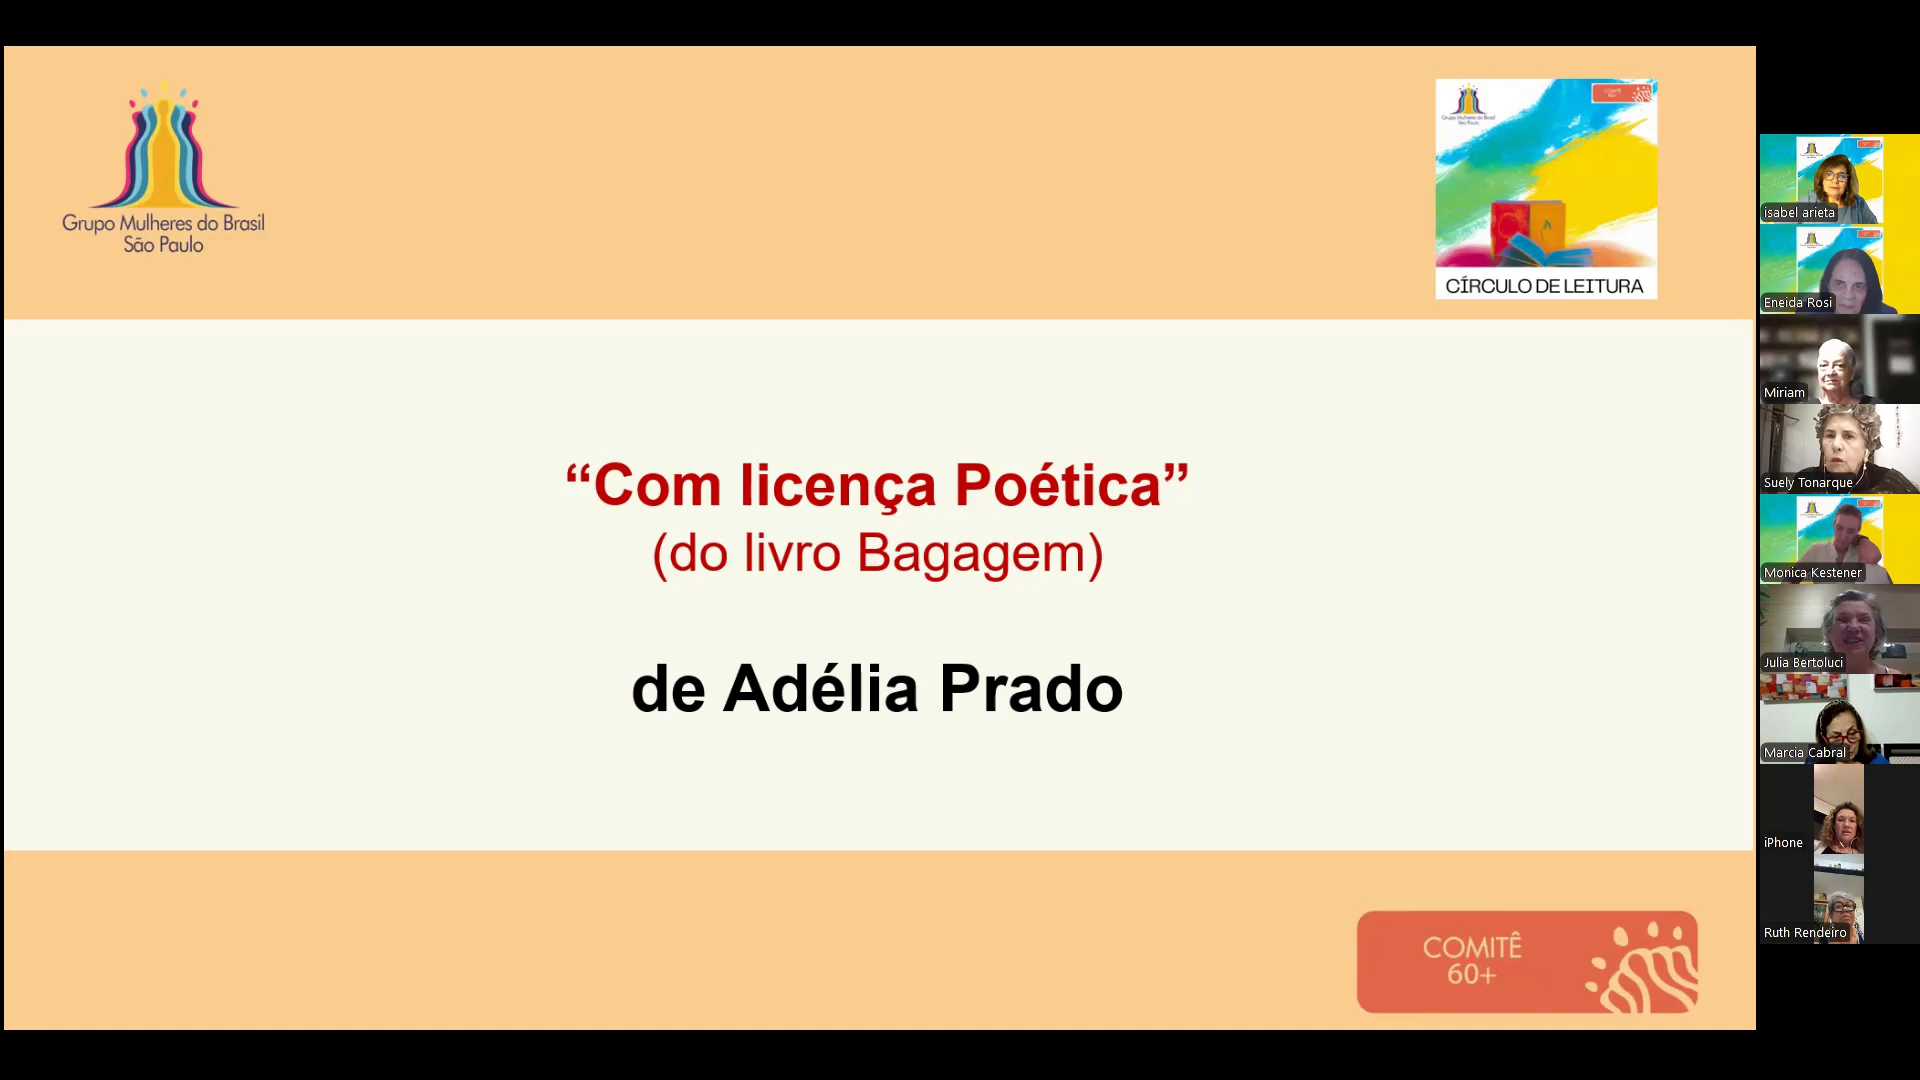 Grupo Mulheres do Brasil
São Paulo
CÍRCULO DE LEITURA
“Com licença Poética”
(do livro Bagagem)
de Adélia Prado
COMITÊ
60+
isabel arieta
Eneida Rosi
Miriam
Suely Tonarque
Monica Kestener
Julia Bertoluci
Marcia Cabral
iPhone
Ruth Rendeiro